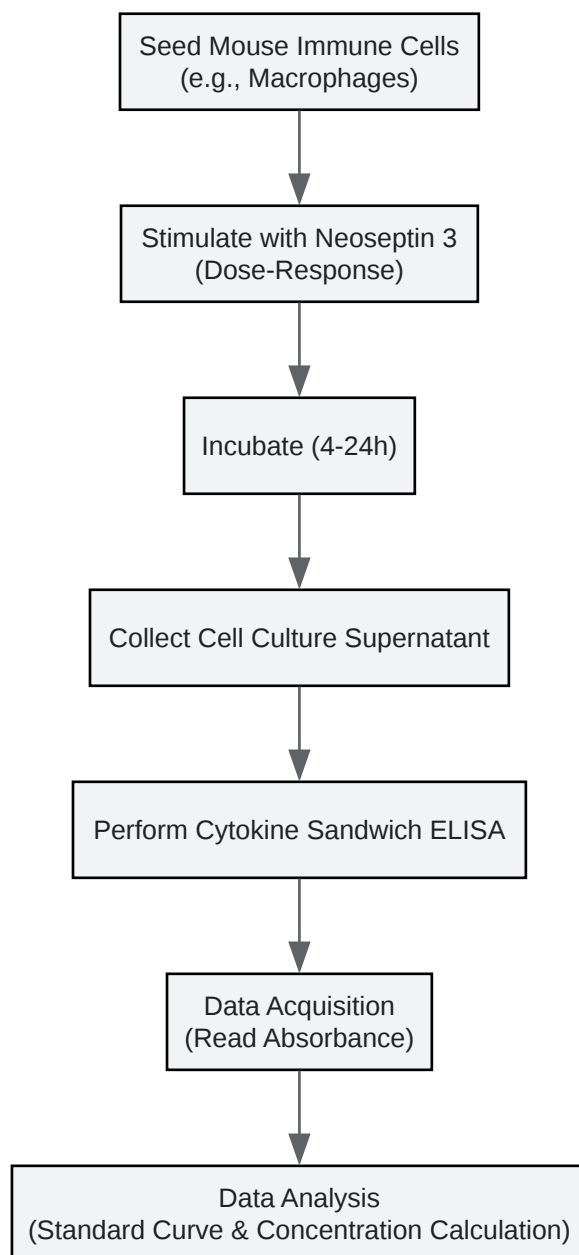 Seed Mouse Immune Cells
(e.g., Macrophages)
Stimulate with Neoseptin 3
(Dose-Response)
Incubate (4-24h)
Collect Cell Culture Supernatant
Perform Cytokine Sandwich ELISA
Data Acquisition
(Read Absorbance)
Data Analysis
(Standard Curve & Concentration Calculation)